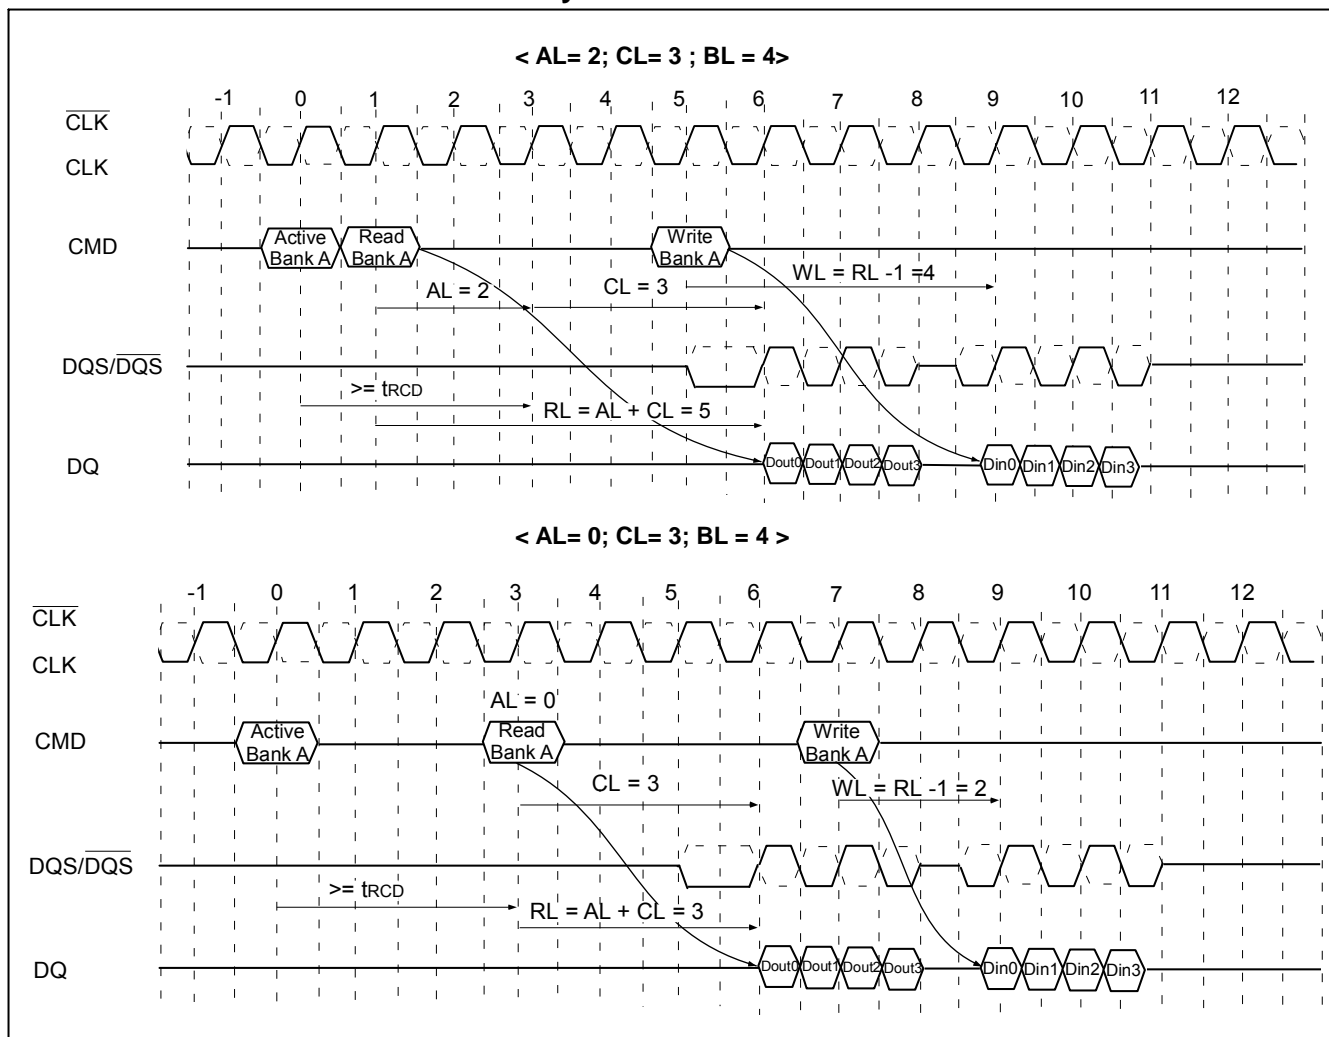 < AL= 2; CL= 3 ; BL = 4>
-1 0 1 2 3 4 5 6 7 8 9 10 11 12
CLK
CLK
CMD
Active Bank A
Read Bank A
Write Bank A
WL = RL -1 =4
AL = 2
CL = 3
DQS/DQS
>= tRCD
RL = AL + CL = 5
DQ
Dout0 Dout1 Dout2 Dout3
Din0 Din1 Din2 Din3
< AL= 0; CL= 3; BL = 4 >
-1 0 1 2 3 4 5 6 7 8 9 10 11 12
CLK
CLK
AL = 0
CMD
Active Bank A
Read Bank A
Write Bank A
CL = 3
WL = RL -1 = 2
DQS/DQS
>= tRCD
RL = AL + CL = 3
DQ
Dout0 Dout1 Dout2 Dout3
Din0 Din1 Din2 Din3